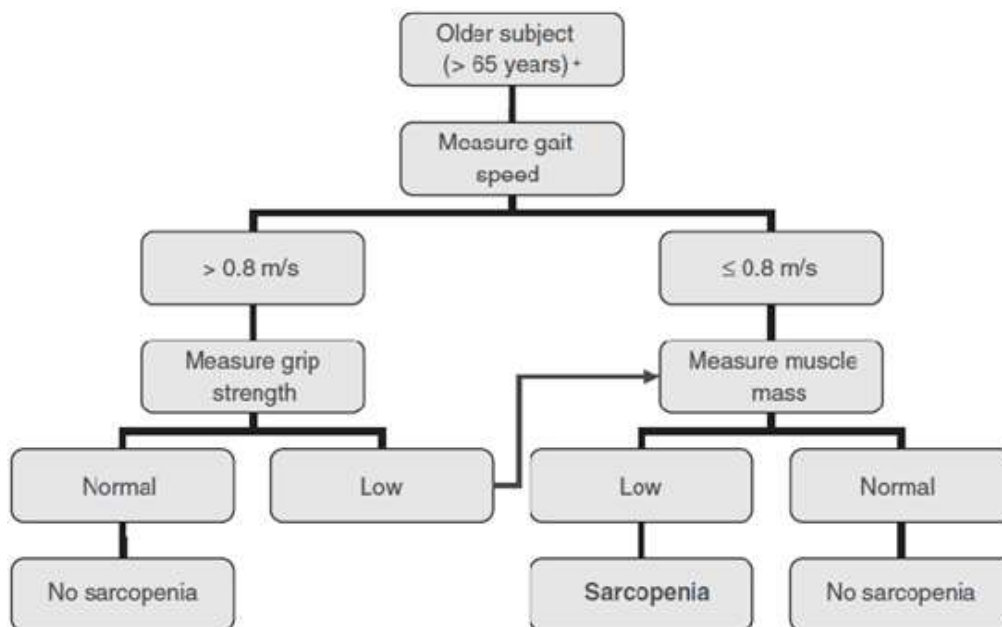 Older subject
(> 65 years) +
Measure gait
speed
> 0.8 m/s
≤ 0.8 m/s
Measure grip
strength
Measure muscle
mass
Normal
Low
Low
Normal
No sarcopenia
Sarcopenia
No sarcopenia